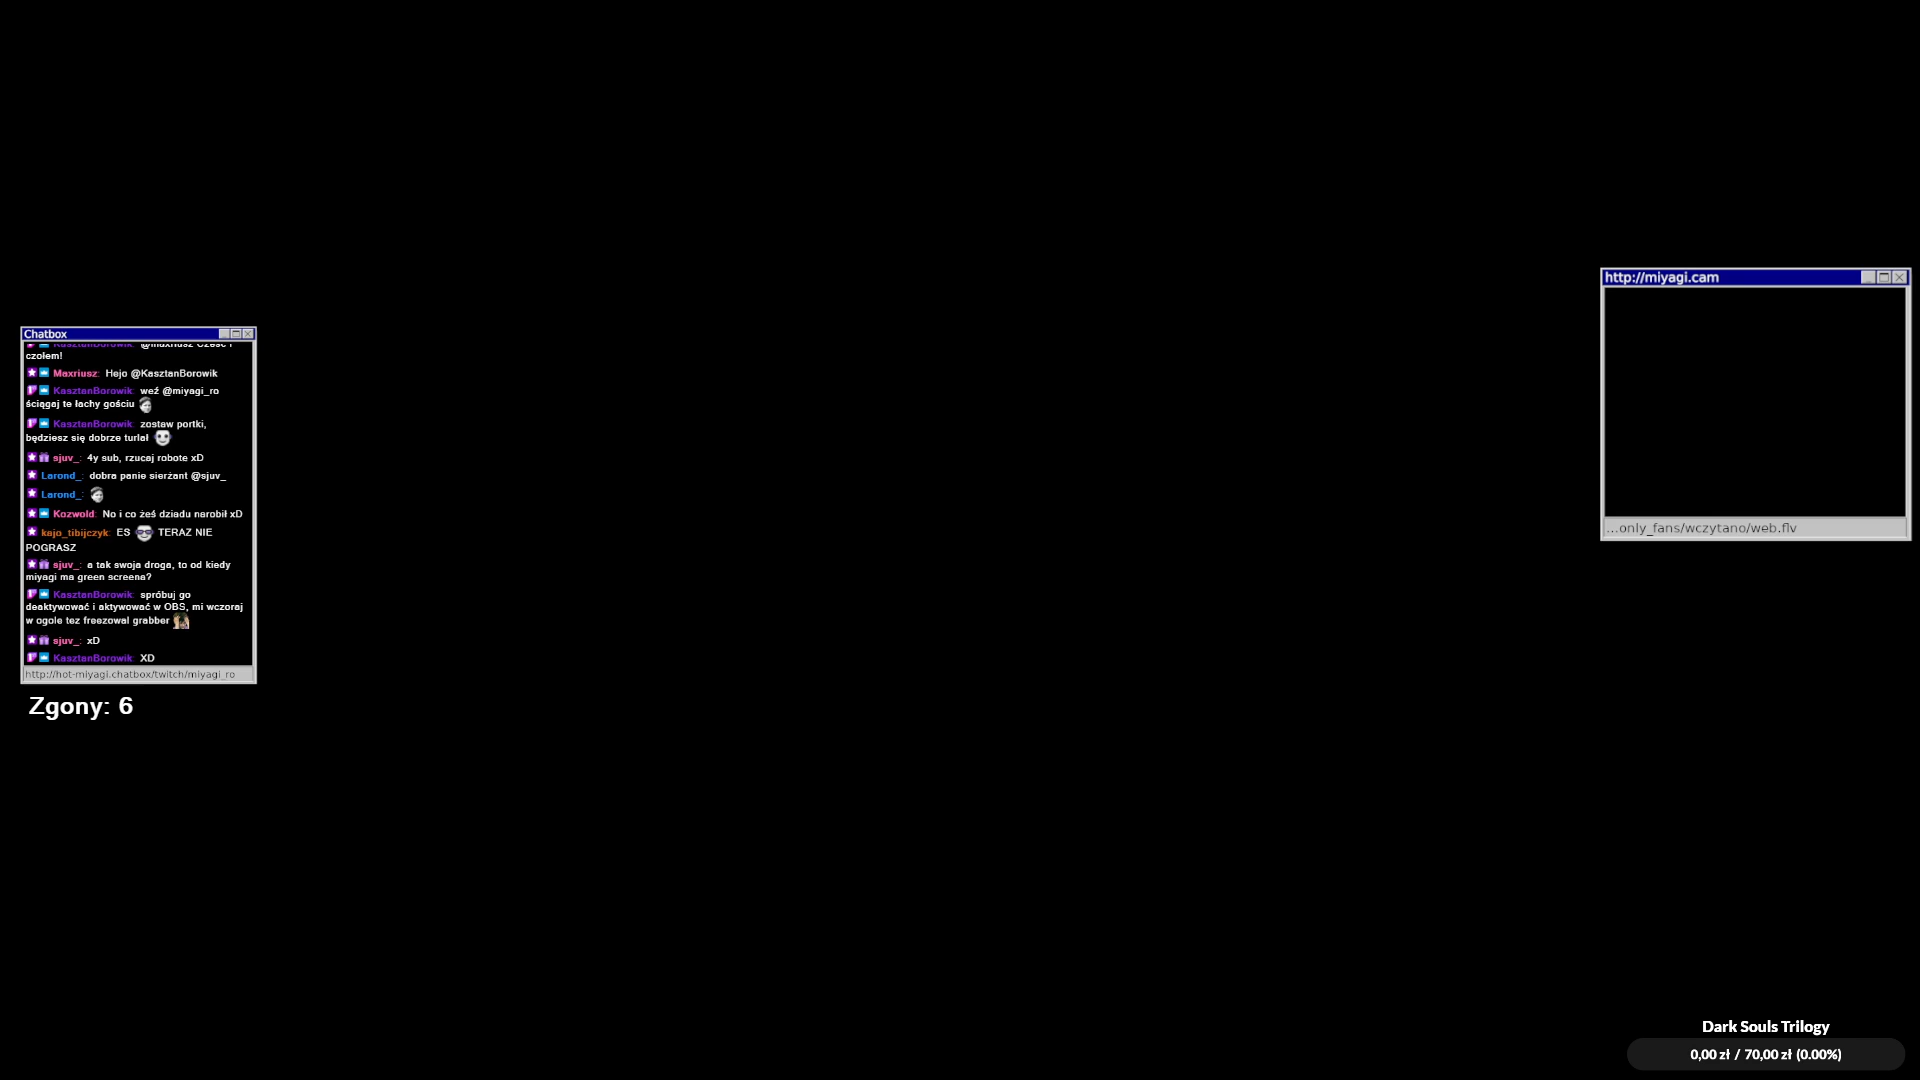 Chatbox
KasztanBorowik: @maxriusz Cześć i
czołem!
Maxriusz: Hejo @KasztanBorowik
KasztanBorowik: weź @miyagi_ro
ściągaj te łachy gościu
KasztanBorowik: zostaw portki,
będziesz się dobrze turlał
sjuv_: 4y sub, rzucaj robote xD
Larond_: dobra panie sierżant @sjuv_
Larond_:
Kozwold: No i co żeś dziadu narobił xD
kajo_tibijczyk: ES TERAZ NIE
POGRASZ
sjuv_: a tak swoja droga, to od kiedy
miyagi ma green screena?
KasztanBorowik: spróbuj go
deaktywować i aktywować w OBS, mi wczoraj
w ogole tez freezowal grabber
sjuv_: xD
KasztanBorowik: XD
http://hot-miyagi.chatbox/twitch/miyagi_ro
Zgony: 6
http://miyagi.cam
...only_fans/wczytano/web.flv
Dark Souls Trilogy
0,00 zł / 70,00 zł (0.00%)